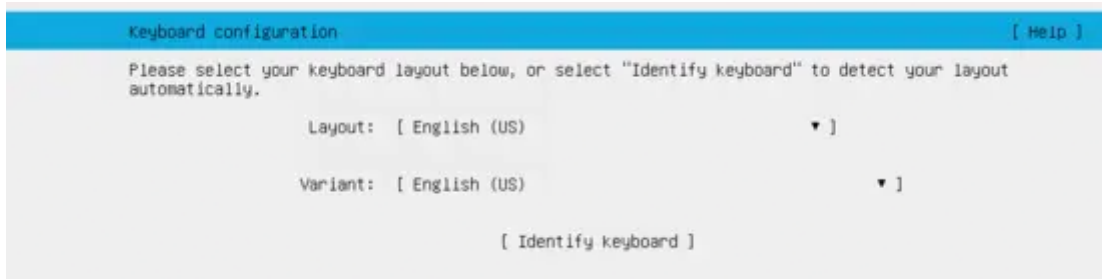 Keyboard configuration [ Help ]
Please select your keyboard layout below, or select "Identify keyboard" to detect your layout
automatically.
Layout: [ English (US) ▾ ]
Variant: [ English (US) ▾ ]
[ Identify keyboard ]